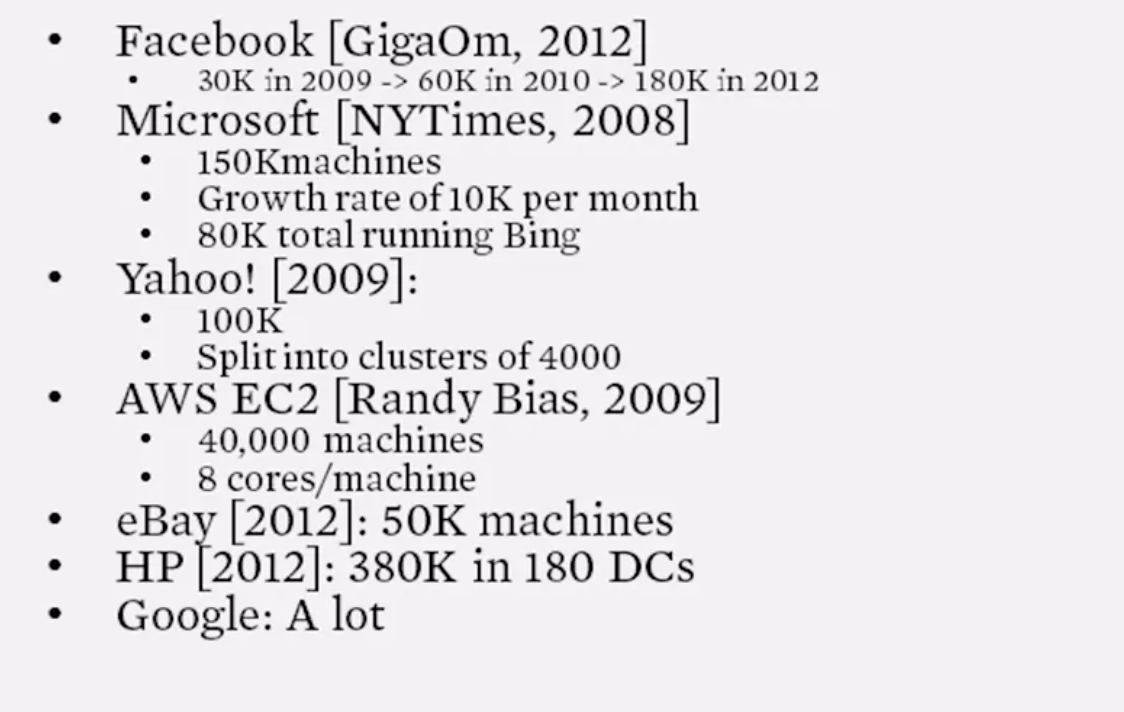 • Facebook [GigaOm, 2012]
• 30K in 2009 -> 60K in 2010 -> 180K in 2012
• Microsoft [NYTimes, 2008]
• 150Kmachines
• Growth rate of 10K per month
• 80K total running Bing
• Yahoo! [2009]:
• 100K
• Split into clusters of 4000
• AWS EC2 [Randy Bias, 2009]
• 40,000 machines
• 8 cores/machine
• eBay [2012]: 50K machines
• HP [2012]: 380K in 180 DCs
• Google: A lot